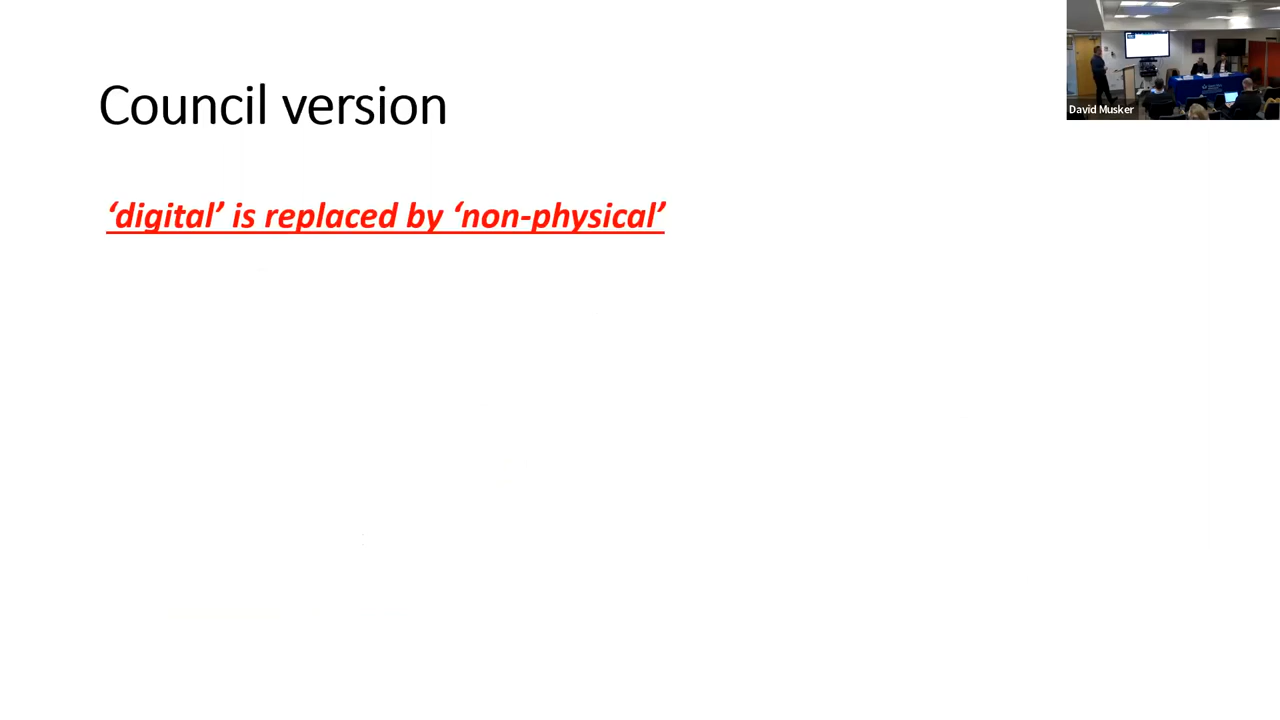 Council version
‘digital’ is replaced by ‘non-physical’
David Musker